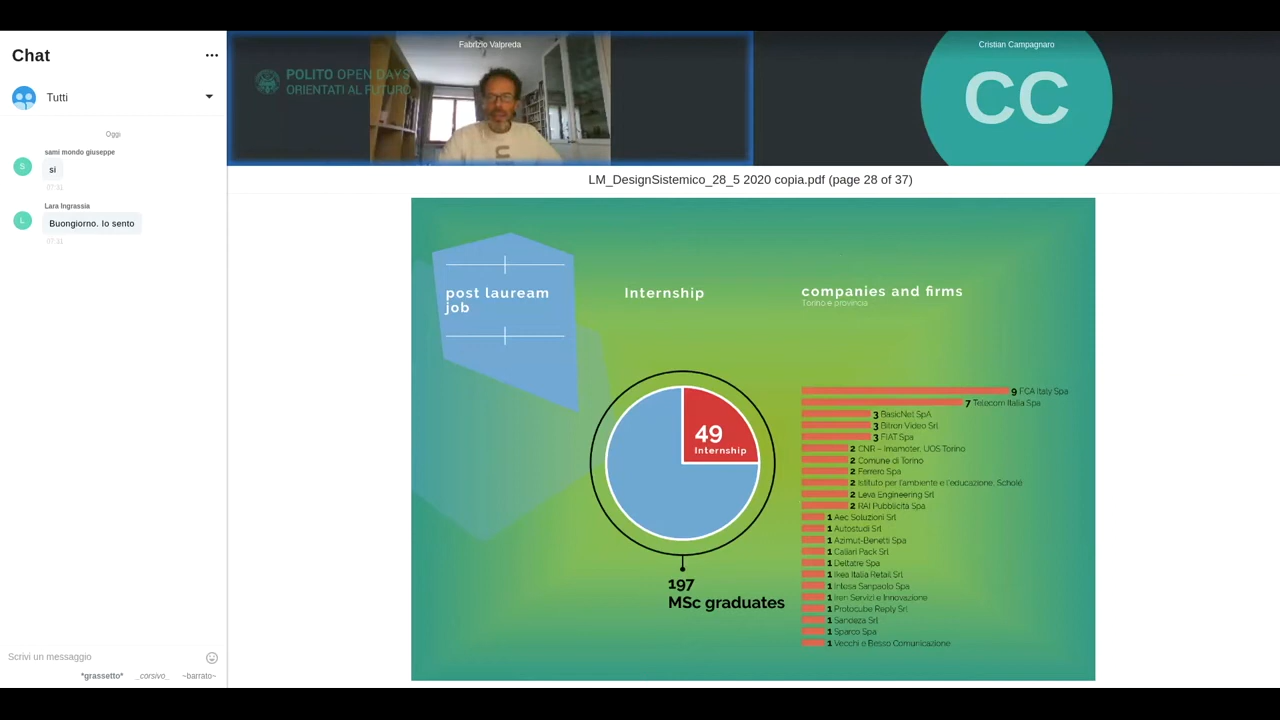 Chat
Tutti
Oggi
sami mondo giuseppe
S
si
07:31
Lara Ingrassia
L
Buongiorno. Io sento
07:31
Scrivi un messaggio
*grassetto* _corsivo_ ~barrato~
Fabrizio Valpreda
POLITO OPEN DAYS
ORIENTATI AL FUTURO
Cristian Campagnaro
CC
LM_DesignSistemico_28_5 2020 copia.pdf (page 28 of 37)
post lauream
job
Internship
49
Internship
197
MSc graduates
companies and firms
Torino e provincia
9 FCA Italy Spa
7 Telecom Italia Spa
3 BasicNet SpA
3 Bitron Video Srl
3 FIAT Spa
2 CNR – Imamoter, UOS Torino
2 Comune di Torino
2 Ferrero Spa
2 Istituto per l'ambiente e l'educazione, Scholé
2 Leva Engineering Srl
2 RAI Pubblicità Spa
1 Aec Soluzioni Srl
1 Autostudi Srl
1 Azimut-Benetti Spa
1 Callari Pack Srl
1 Deltatre Spa
1 Ikea Italia Retail Srl
1 Intesa Sanpaolo Spa
1 Iren Servizi e Innovazione
1 Protocube Reply Srl
1 Srl
1 Sparco Spa
1 Vecchi e Besso Comunicazione